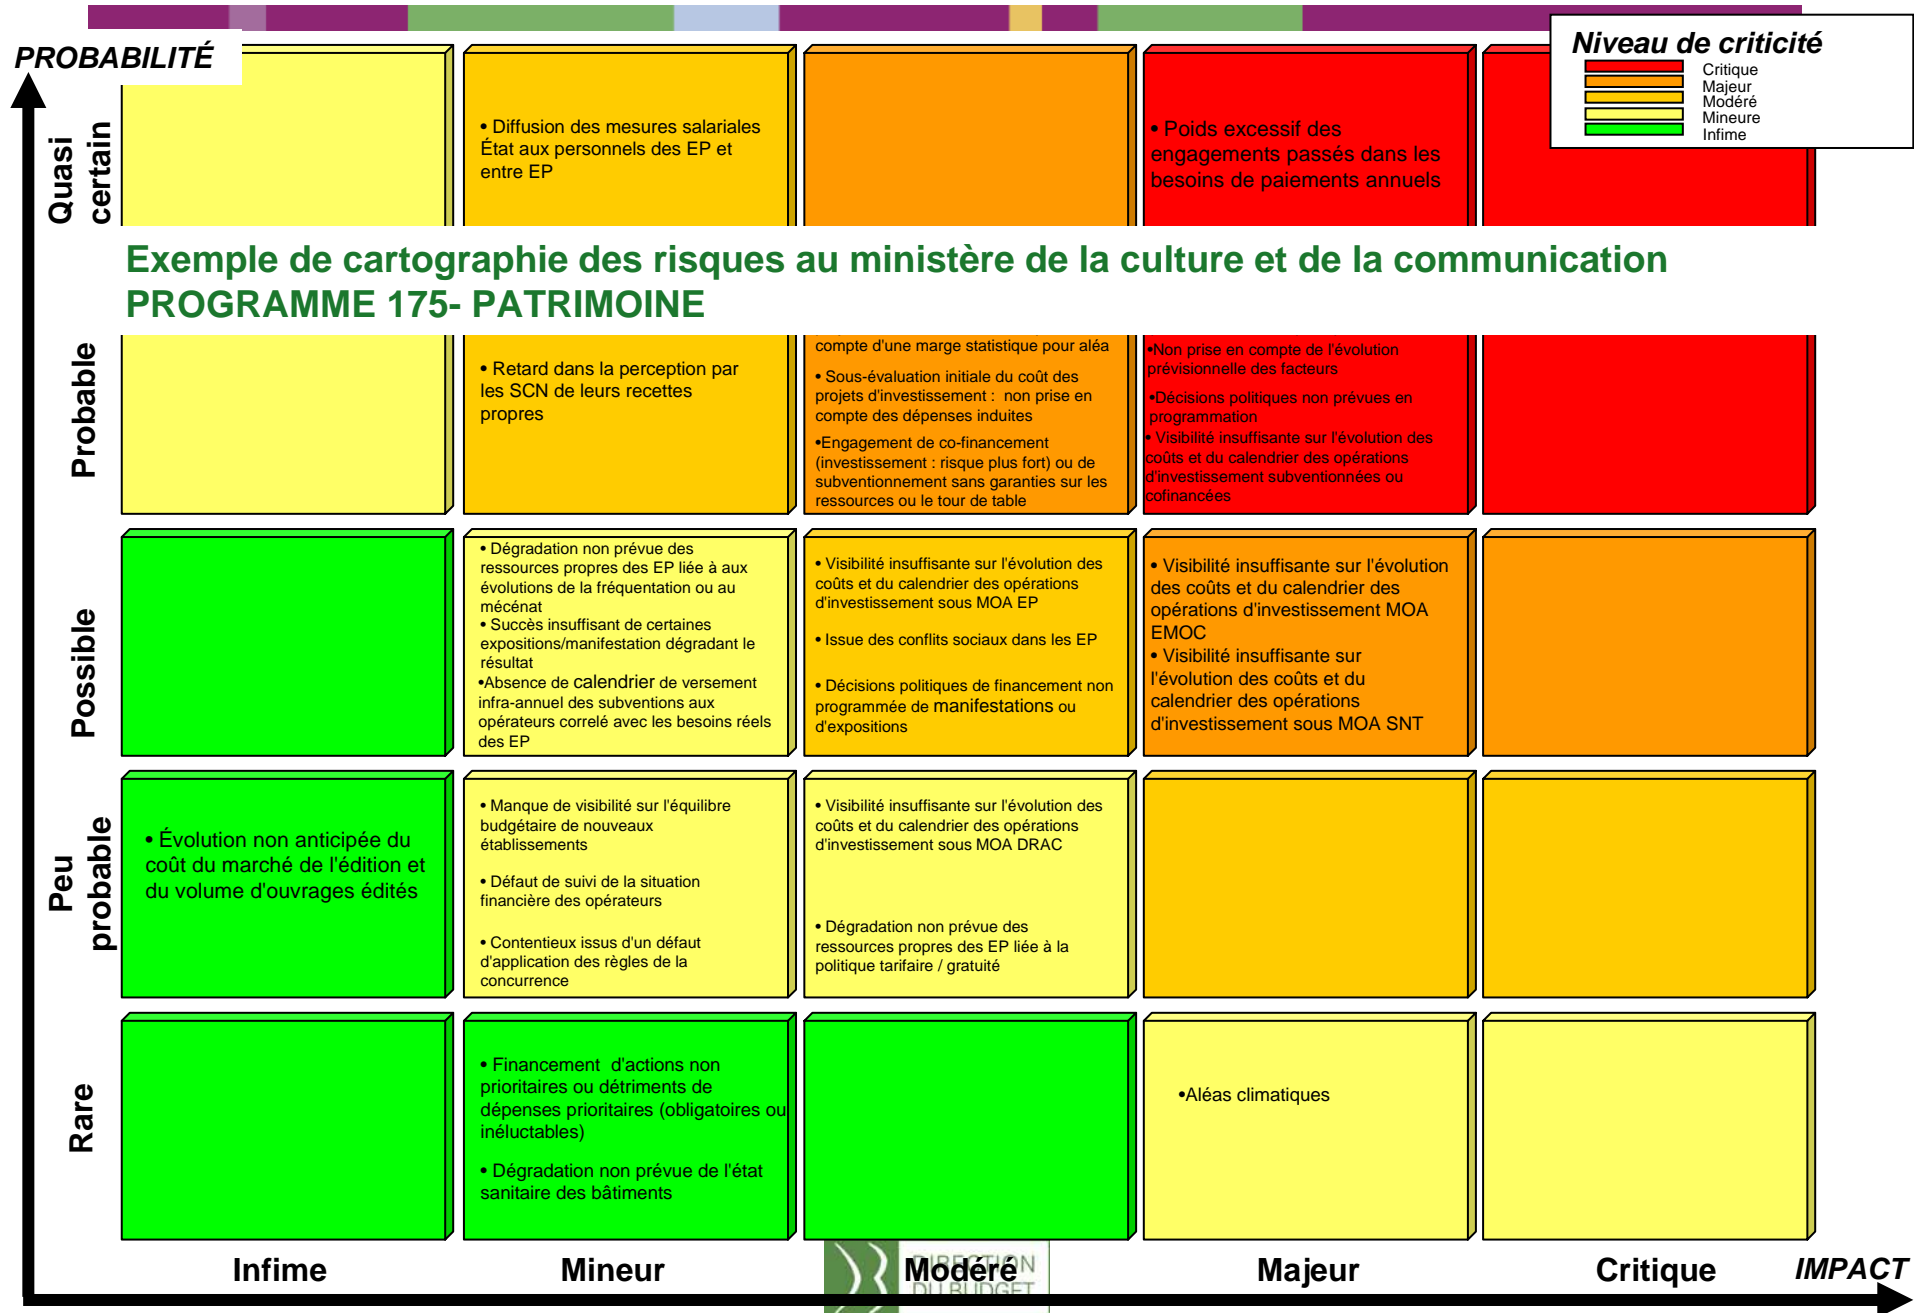 PROBABILITÉ
Niveau de criticité
Critique
Majeur
Modéré
Mineure
Infime
Quasi
certain
• Diffusion des mesures salariales
État aux personnels des EP et
entre EP
• Poids excessif des
engagements passés dans les
besoins de paiements annuels
Exemple de cartographie des risques au ministère de la culture et de la communication
PROGRAMME 175- PATRIMOINE
Probable
• Retard dans la perception par
les SCN de leurs recettes
propres
compte d'une marge statistique pour aléa
• Sous-évaluation initiale du coût des
projets d'investissement : non prise en
compte des dépenses induites
•Engagement de co-financement
(investissement : risque plus fort) ou de
subventionnement sans garanties sur les
ressources ou le tour de table
•Non prise en compte de l'évolution
prévisionnelle des facteurs
•Décisions politiques non prévues en
programmation
• Visibilité insuffisante sur l'évolution des
coûts et du calendrier des opérations
d'investissement subventionnées ou
cofinancées
Possible
• Dégradation non prévue des
ressources propres des EP liée à aux
évolutions de la fréquentation ou au
mécénat
• Succès insuffisant de certaines
expositions/manifestation dégradant le
résultat
•Absence de calendrier de versement
infra-annuel des subventions aux
opérateurs correlé avec les besoins réels
des EP
• Visibilité insuffisante sur l'évolution des
coûts et du calendrier des opérations
d'investissement sous MOA EP
• Issue des conflits sociaux dans les EP
• Décisions politiques de financement non
programmée de manifestations ou
d'expositions
• Visibilité insuffisante sur l'évolution
des coûts et du calendrier des
opérations d'investissement MOA
EMOC
• Visibilité insuffisante sur
l'évolution des coûts et du
calendrier des opérations
d'investissement sous MOA SNT
Peu
probable
• Évolution non anticipée du
coût du marché de l'édition et
du volume d'ouvrages édités
• Manque de visibilité sur l'équilibre
budgétaire de nouveaux
établissements
• Défaut de suivi de la situation
financière des opérateurs
• Contentieux issus d'un défaut
d'application des règles de la
concurrence
• Visibilité insuffisante sur l'évolution des
coûts et du calendrier des opérations
d'investissement sous MOA DRAC
• Dégradation non prévue des
ressources propres des EP liée à la
politique tarifaire / gratuité
Rare
• Financement d'actions non
prioritaires ou détriments de
dépenses prioritaires (obligatoires ou
inéluctables)
• Dégradation non prévue de l'état
sanitaire des bâtiments
•Aléas climatiques
Infime
Mineur
Modéré
Majeur
Critique
IMPACT
DIRECTION
DU BUDGET